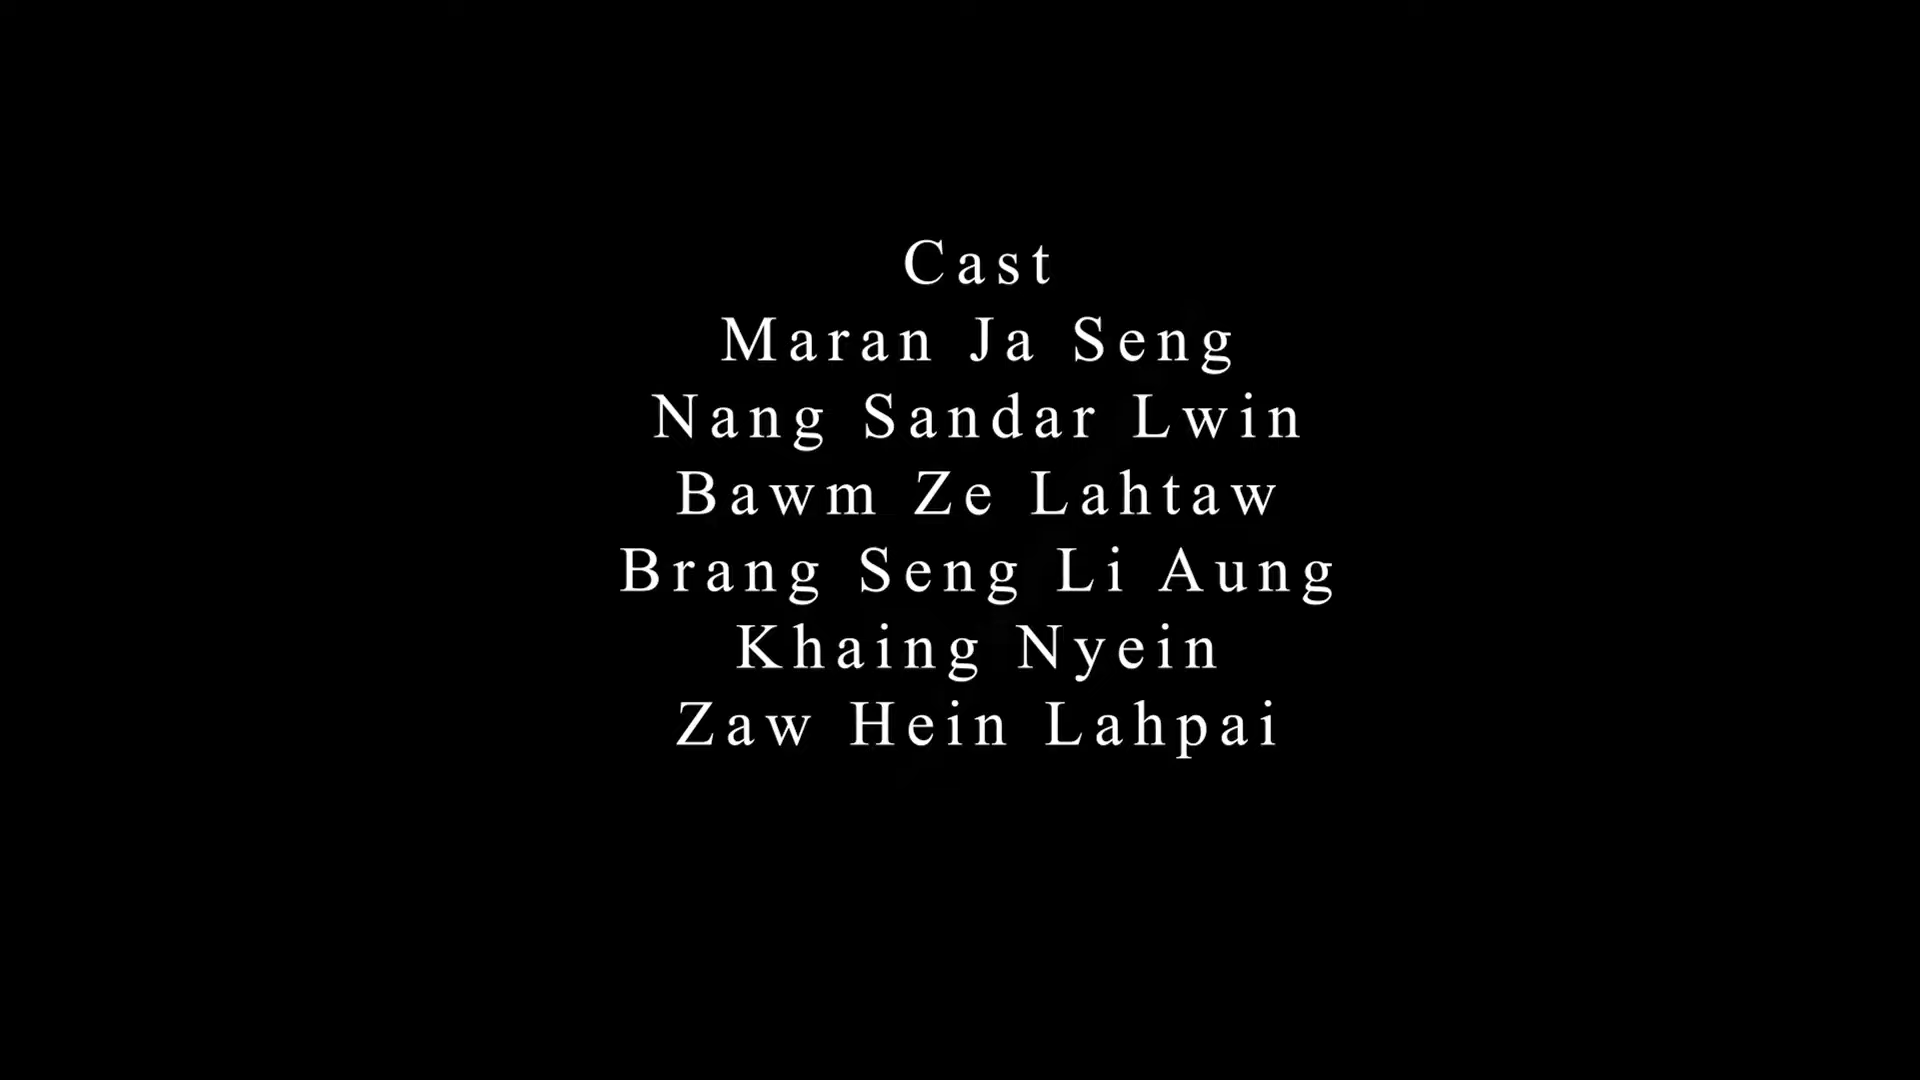 Cast
Maran Ja Seng
Nang Sandar Lwin
Bawm Ze Lahtaw
Brang Seng Li Aung
Khaing Nyein
Zaw Hein Lahpai